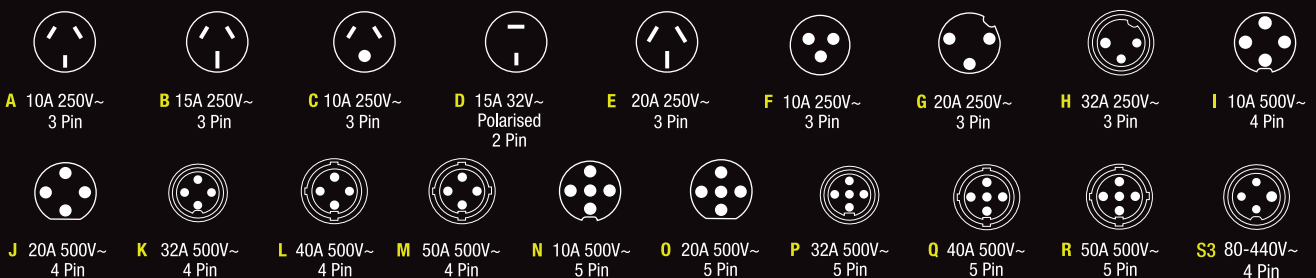 A 10A 250V~
3 Pin
B 15A 250V~
3 Pin
C 10A 250V~
3 Pin
D 15A 32V~
Polarised
2 Pin
E 20A 250V~
3 Pin
F 10A 250V~
3 Pin
G 20A 250V~
3 Pin
H 32A 250V~
3 Pin
I 10A 500V~
4 Pin
J 20A 500V~
4 Pin
K 32A 500V~
4 Pin
L 40A 500V~
4 Pin
M 50A 500V~
4 Pin
N 10A 500V~
5 Pin
O 20A 500V~
5 Pin
P 32A 500V~
5 Pin
Q 40A 500V~
5 Pin
R 50A 500V~
5 Pin
S3 80-440V~
4 Pin